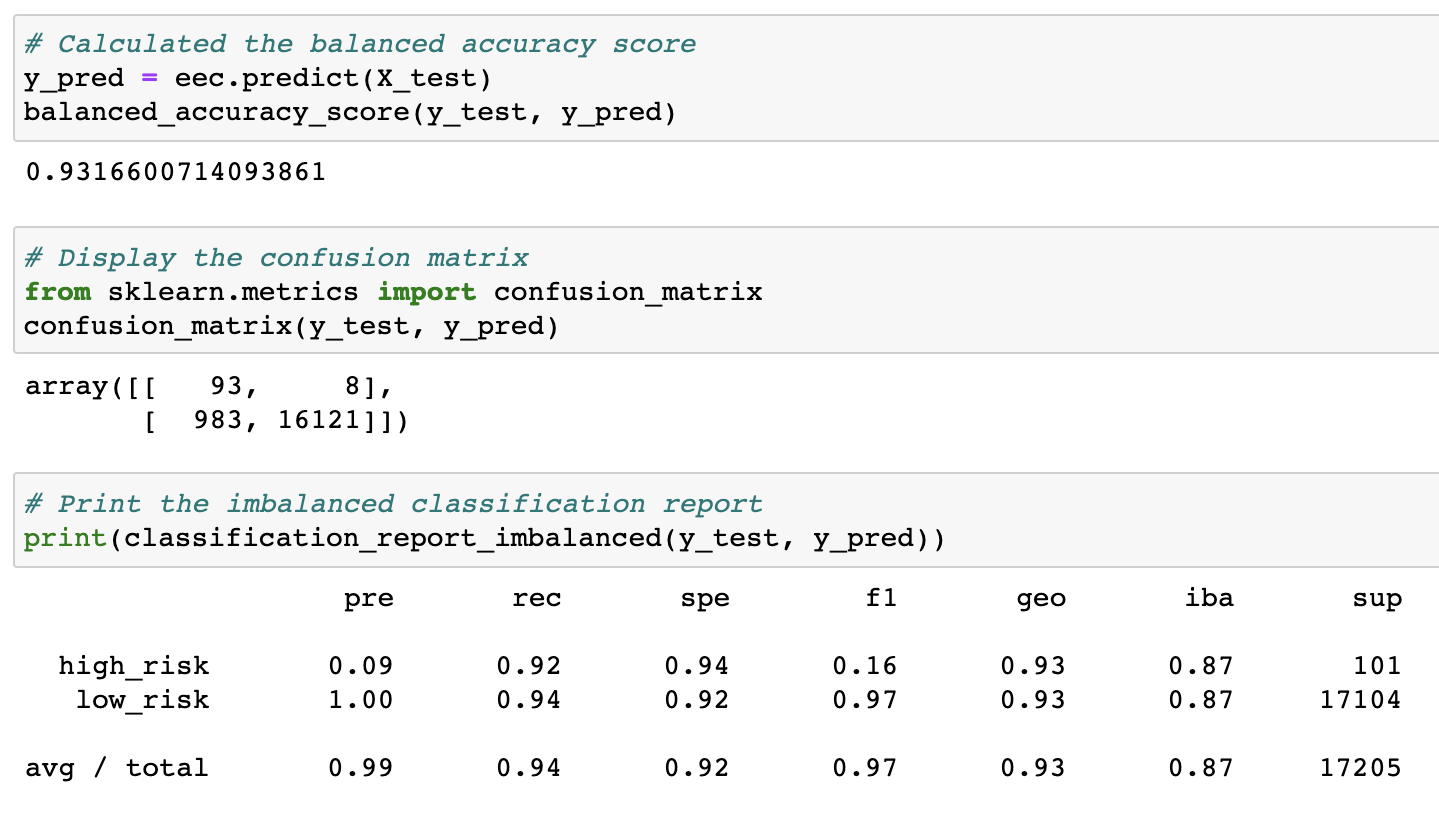 # Calculated the balanced accuracy score
y_pred = eec.predict(X_test)
balanced_accuracy_score(y_test, y_pred)
0.9316600714093861
# Display the confusion matrix
from sklearn.metrics import confusion_matrix
confusion_matrix(y_test, y_pred)
array([[   93,     8],
       [  983, 16121]])
# Print the imbalanced classification report
print(classification_report_imbalanced(y_test, y_pred))
                   pre       rec       spe        f1       geo       iba       sup
  high_risk       0.09      0.92      0.94      0.16      0.93      0.87       101
   low_risk       1.00      0.94      0.92      0.97      0.93      0.87     17104
avg / total       0.99      0.94      0.92      0.97      0.93      0.87     17205